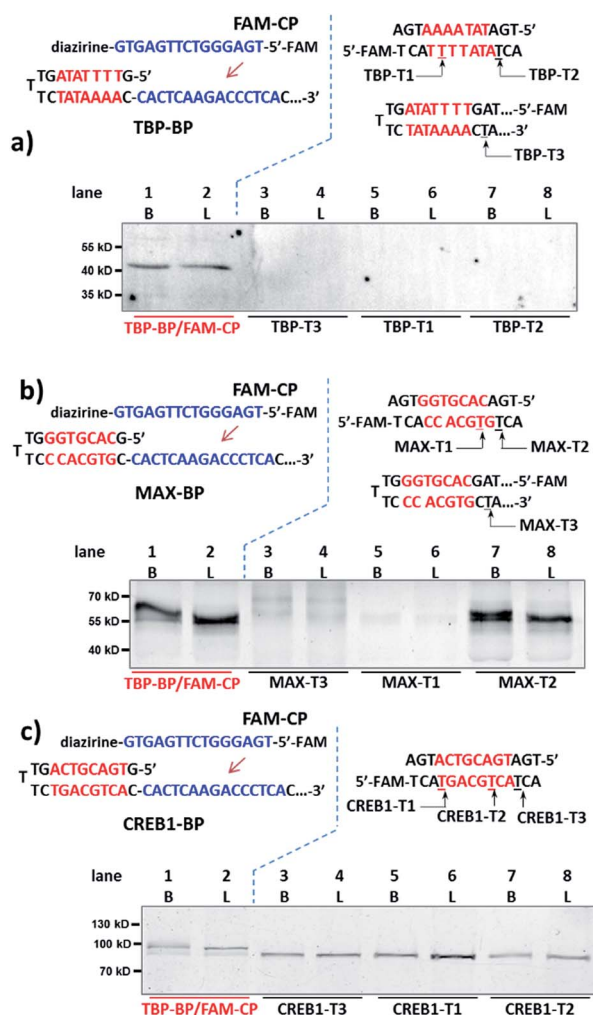 FAM-CP
diazirine-GTGAGTTCTGGGAGT-5'-FAM
TGATATTTTG-5'
T
TCTATAAAAC-CACTCAAGACCCTCAC...-3'
TBP-BP
AGTAAAATATAGT-5'
5'-FAM-TCATTTTATATCA
TBP-T1
TBP-T2
TGATATTTTGAT...-5'-FAM
T
TC TATAAAACTA...-3'
TBP-T3
a)
lane 1 2 3 4 5 6 7 8
B L B L B L B L
55 kD
40 kD
35 kD
TBP-BP/FAM-CP TBP-T3 TBP-T1 TBP-T2
b)
FAM-CP
diazirine-GTGAGTTCTGGGAGT-5'-FAM
TGGGTGCACG-5'
T
TCC CACGTGC-CACTCAAGACCCTCAC...-3'
MAX-BP
AGTGGTGCACAGT-5'
5'-FAM-TCACC ACGTGTCA
MAX-T1
MAX-T2
TGGGTGCACGAT...-5'-FAM
T
TC CCACGTGCTA...-3'
MAX-T3
lane 1 2 3 4 5 6 7 8
B L B L B L B L
70 kD
55 kD
40 kD
TBP-BP/FAM-CP MAX-T3 MAX-T1 MAX-T2
c)
FAM-CP
diazirine-GTGAGTTCTGGGAGT-5'-FAM
TGACTGCAGTG-5'
T
TCTGACGTCAC-CACTCAAGACCCTCAC...-3'
CREB1-BP
AGTACTGCAGTAGT-5'
5'-FAM-TCATGACGTCATCA
CREB1-T1
CREB1-T2
CREB1-T3
lane 1 2 3 4 5 6 7 8
B L B L B L B L
130 kD
100 kD
70 kD
TBP-BP/FAM-CP CREB1-T3 CREB1-T1 CREB1-T2